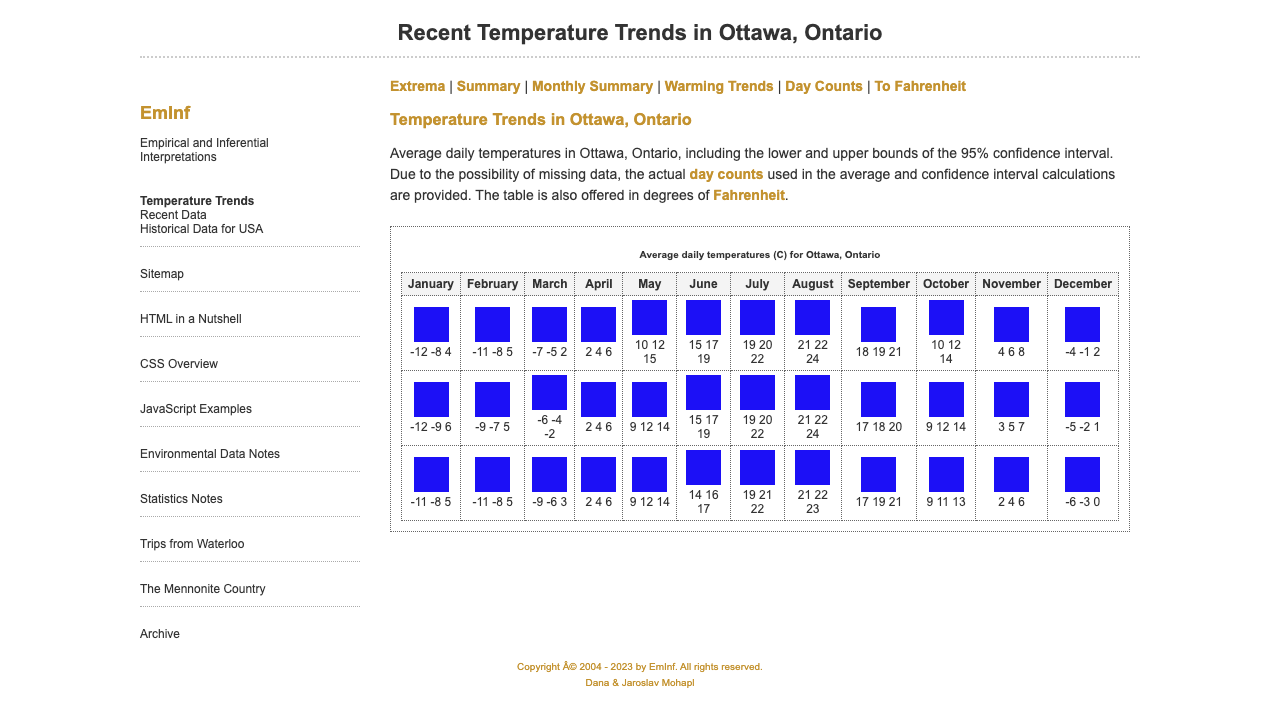 Recent Temperature Trends in Ottawa, Ontario
EmInf
Empirical and Inferential
Interpretations
Temperature Trends
Recent Data
Historical Data for USA
Sitemap
HTML in a Nutshell
CSS Overview
JavaScript Examples
Environmental Data Notes
Statistics Notes
Trips from Waterloo
The Mennonite Country
Archive
Extrema | Summary | Monthly Summary | Warming Trends | Day Counts | To Fahrenheit
Temperature Trends in Ottawa, Ontario
Average daily temperatures in Ottawa, Ontario, including the lower and upper bounds of the 95% confidence interval.
Due to the possibility of missing data, the actual day counts used in the average and confidence interval calculations
are provided. The table is also offered in degrees of Fahrenheit.
Average daily temperatures (C) for Ottawa, Ontario
January February March April May June July August September October November December
-12 -8 4 -11 -8 5 -7 -5 2 2 4 6 10 12 15 15 17 19 19 20 22 21 22 24 18 19 21 10 12 14 4 6 8 -4 -1 2
-12 -9 6 -9 -7 5 -6 -4 -2 2 4 6 9 12 14 15 17 19 19 20 22 21 22 24 17 18 20 9 12 14 3 5 7 -5 -2 1
-11 -8 5 -11 -8 5 -9 -6 3 2 4 6 9 12 14 14 16 17 19 21 22 21 22 23 17 19 21 9 11 13 2 4 6 -6 -3 0
Copyright Â© 2004 - 2023 by EmInf. All rights reserved.
Dana & Jaroslav Mohapl